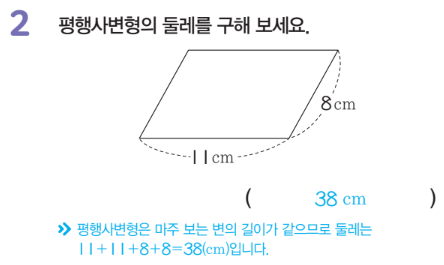 2 평행사변형의 둘레를 구해 보세요.
8 cm
11 cm
( 38 cm )
» 평행사변형은 마주 보는 변의 길이가 같으므로 둘레는
11+11+8+8=38(cm)입니다.